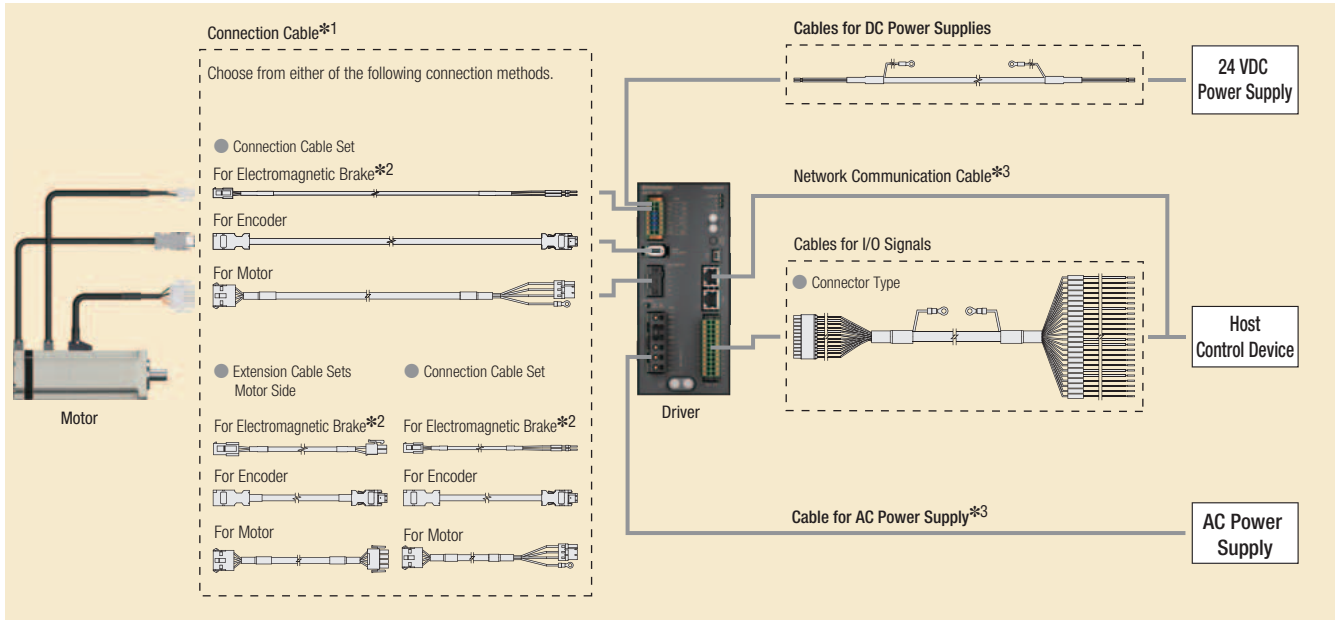 Connection Cable*1
Choose from either of the following connection methods.
Connection Cable Set
For Electromagnetic Brake*2
For Encoder
For Motor
Extension Cable Sets
Motor Side
For Electromagnetic Brake*2
For Encoder
For Motor
Connection Cable Set
For Electromagnetic Brake*2
For Encoder
For Motor
Motor
Driver
Cables for DC Power Supplies
24 VDC
Power Supply
Network Communication Cable*3
Cables for I/O Signals
Connector Type
Host
Control Device
Cable for AC Power Supply*3
AC Power
Supply